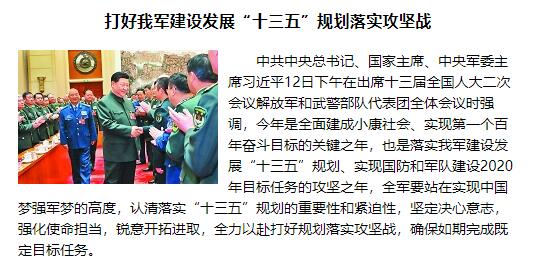 打好我军建设发展“十三五”规划落实攻坚战
中共中央总书记、国家主席、中央军委主
席习近平12日下午在出席十三届全国人大二次
会议解放军和武警部队代表团全体会议时强
调，今年是全面建成小康社会、实现第一个百
年奋斗目标的关键之年，也是落实我军建设发
展“十三五”规划、实现国防和军队建设2020
年目标任务的攻坚之年，全军要站在实现中国
梦强军梦的高度，认清落实“十三五”规划的重要性和紧迫性，坚定决心意志，
强化使命担当，锐意开拓进取，全力以赴打好规划落实攻坚战，确保如期完成既
定目标任务。